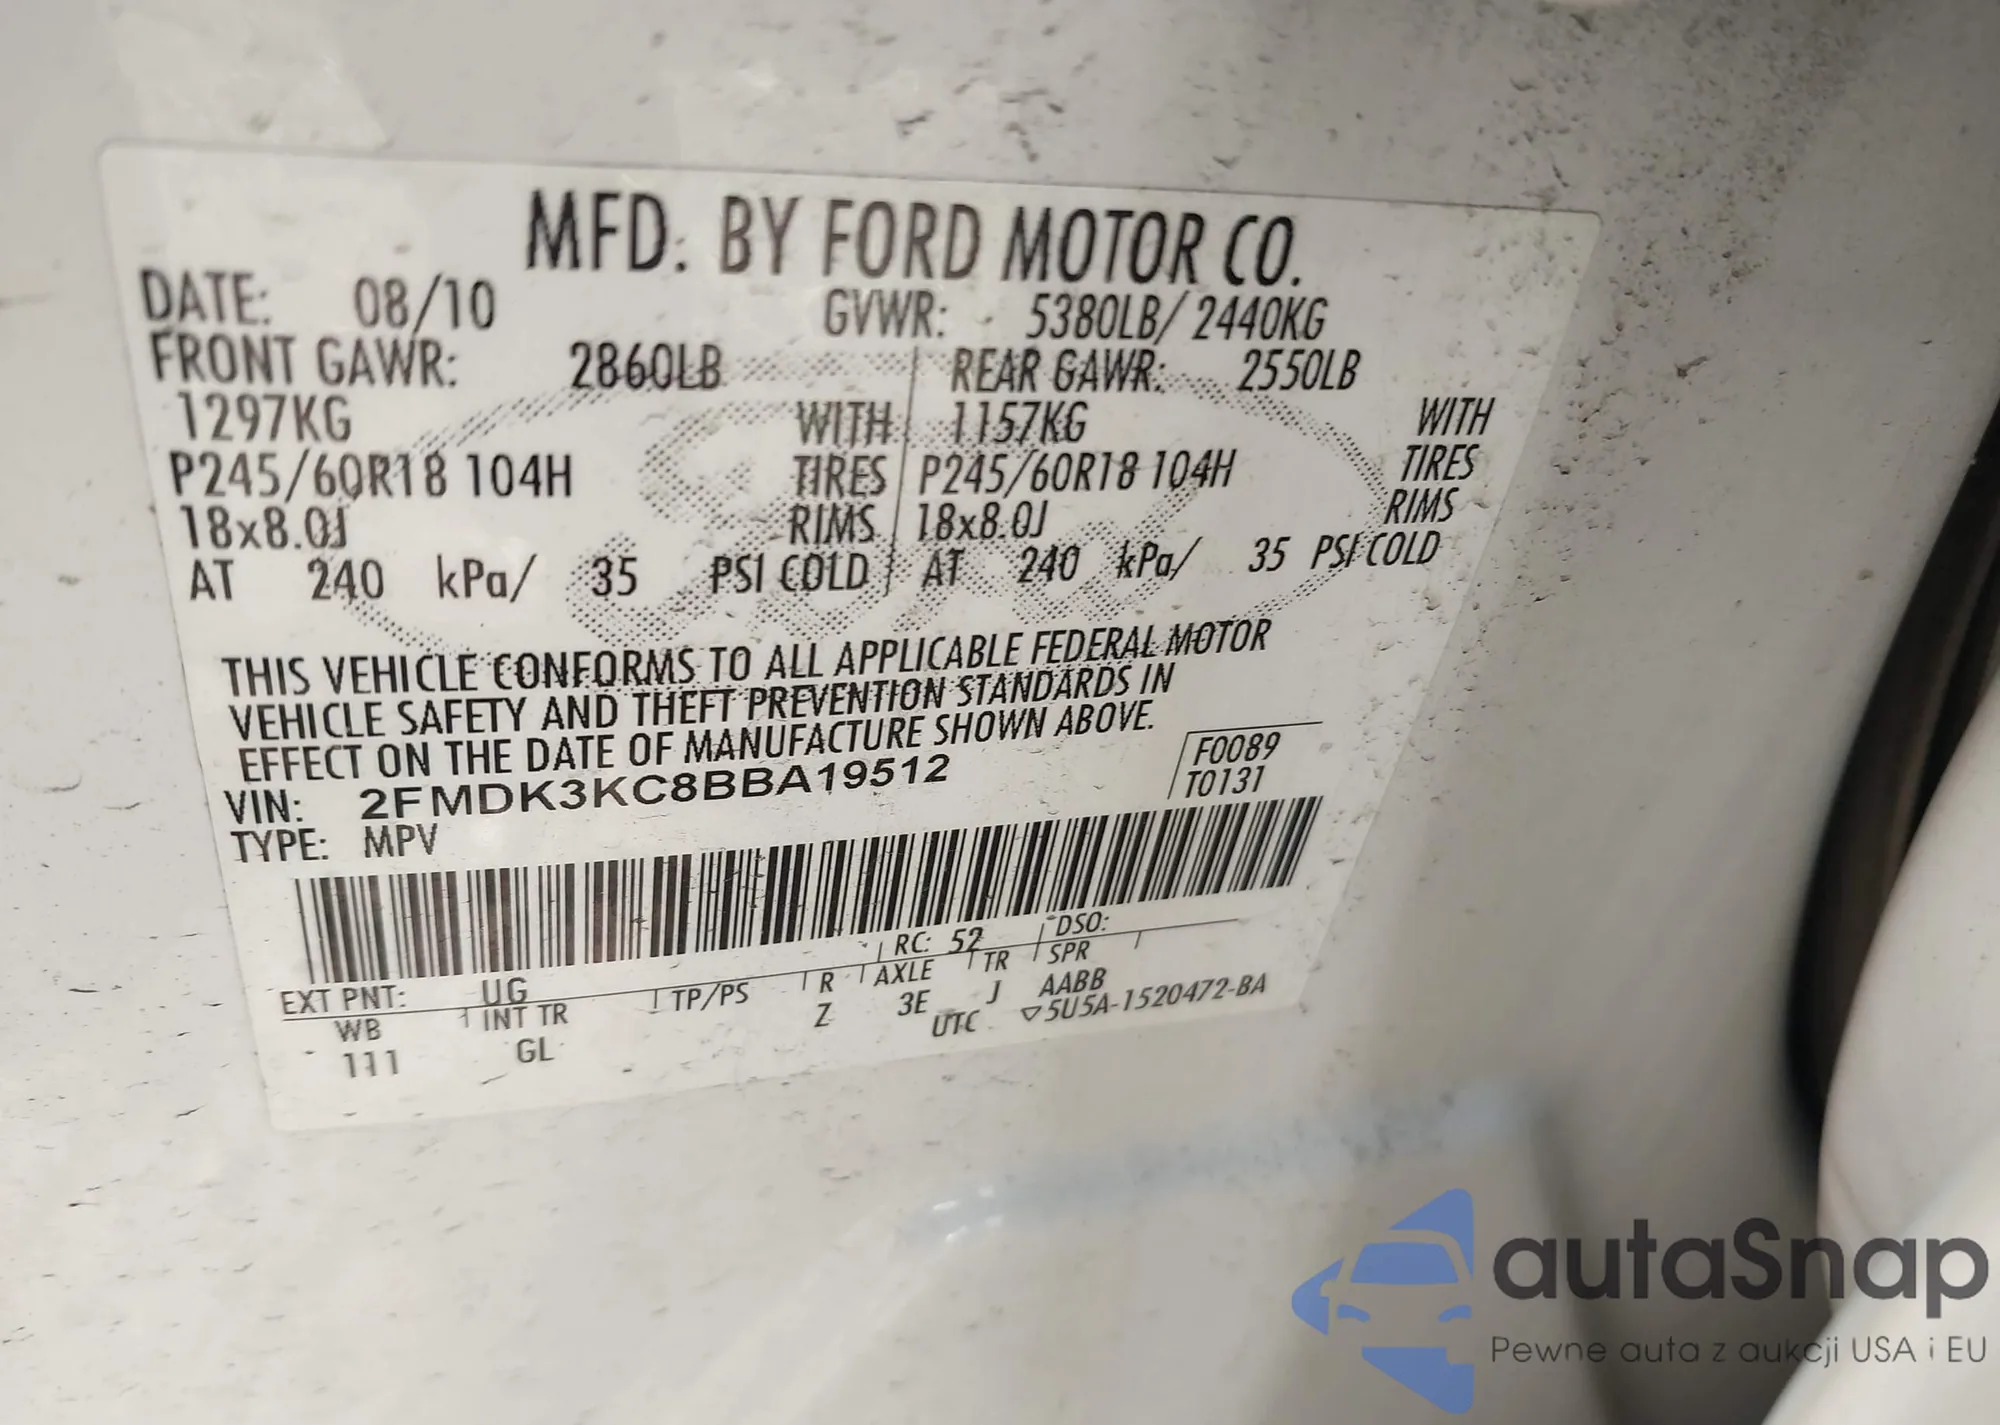 MFD. BY FORD MOTOR CO.
DATE: 08/10 GVWR: 5380LB/ 2440KG
FRONT GAWR: 2860LB REAR GAWR: 2550LB
1297KG WITH 1157KG WITH
P245/60R18 104H TIRES P245/60R18 104H TIRES
18x8.0J RIMS 18x8.0J RIMS
AT 240 kPa/ 35 PSI COLD AT 240 kPa/ 35 PSI COLD
THIS VEHICLE CONFORMS TO ALL APPLICABLE FEDERAL MOTOR
VEHICLE SAFETY AND THEFT PREVENTION STANDARDS IN
EFFECT ON THE DATE OF MANUFACTURE SHOWN ABOVE.
F0089
VIN: 2FMDK3KC8BBA19512 T0131
TYPE: MPV
EXT PNT: UG RC: 52 DSO:
WB INT TR TP/PS R AXLE TR SPR
111 GL Z 3E J AABB
UTC ▽5U5A-1520472-BA
autaSnap
Pewne auta z aukcji USA i EU